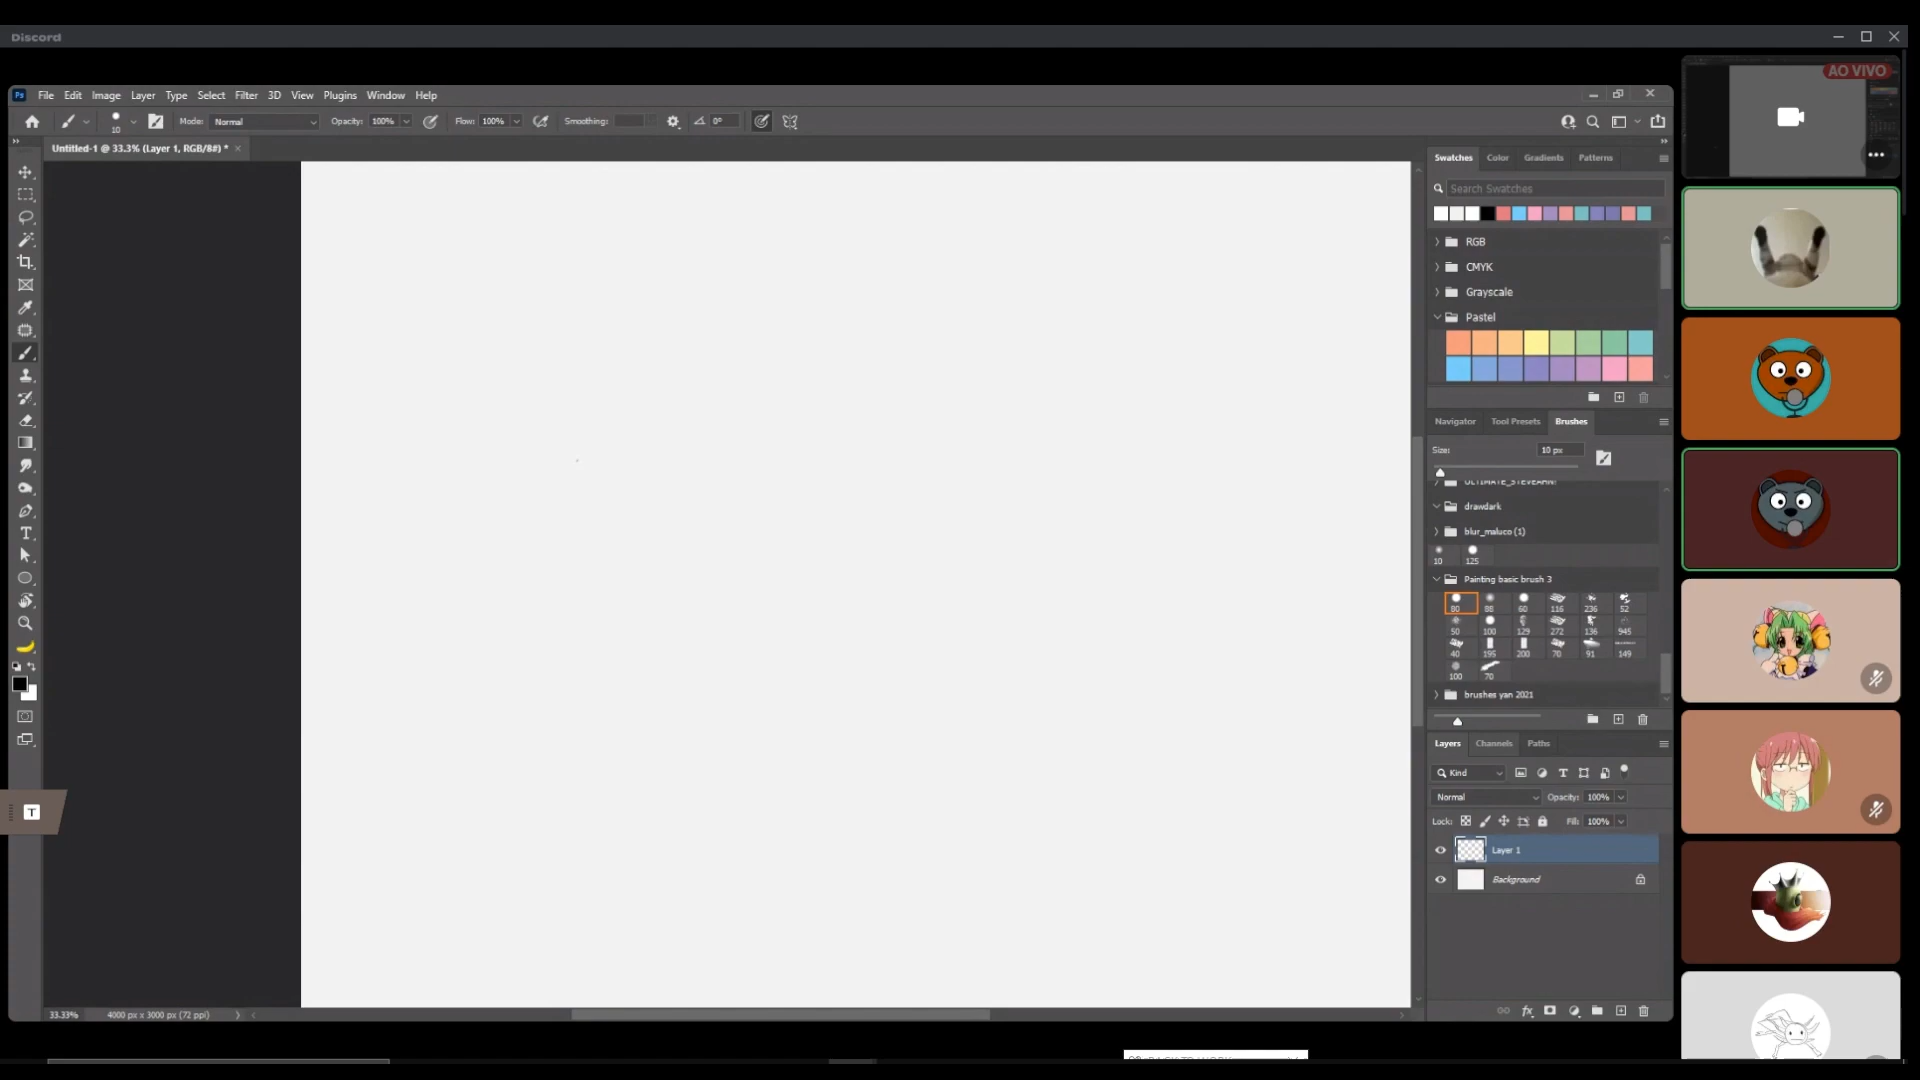 Discord
AO VIVO
Ps File Edit Image Layer Type Select Filter 3D View Plugins Window Help
10 Mode: Normal Opacity: 100% Flow: 100% Smoothing: 0°
Untitled-1 @ 33.3% (Layer 1, RGB/8#) * ×
Swatches Color Gradients Patterns
Search Swatches
RGB
CMYK
Grayscale
Pastel
Navigator Tool Presets Brushes
Size: 10 px
ULTIMATE_STEVEAHN!
drawdark
blur_maluco (1)
10 125
Painting basic brush 3
80 88 60 116 236 52
50 100 129 272 136 945
40 195 200 70 91 149
100 70
brushes yan 2021
Layers Channels Paths
Kind
Normal Opacity: 100%
Lock: Fill: 100%
Layer 1
Background
T
33.33% 4000 px x 3000 px (72 ppi)